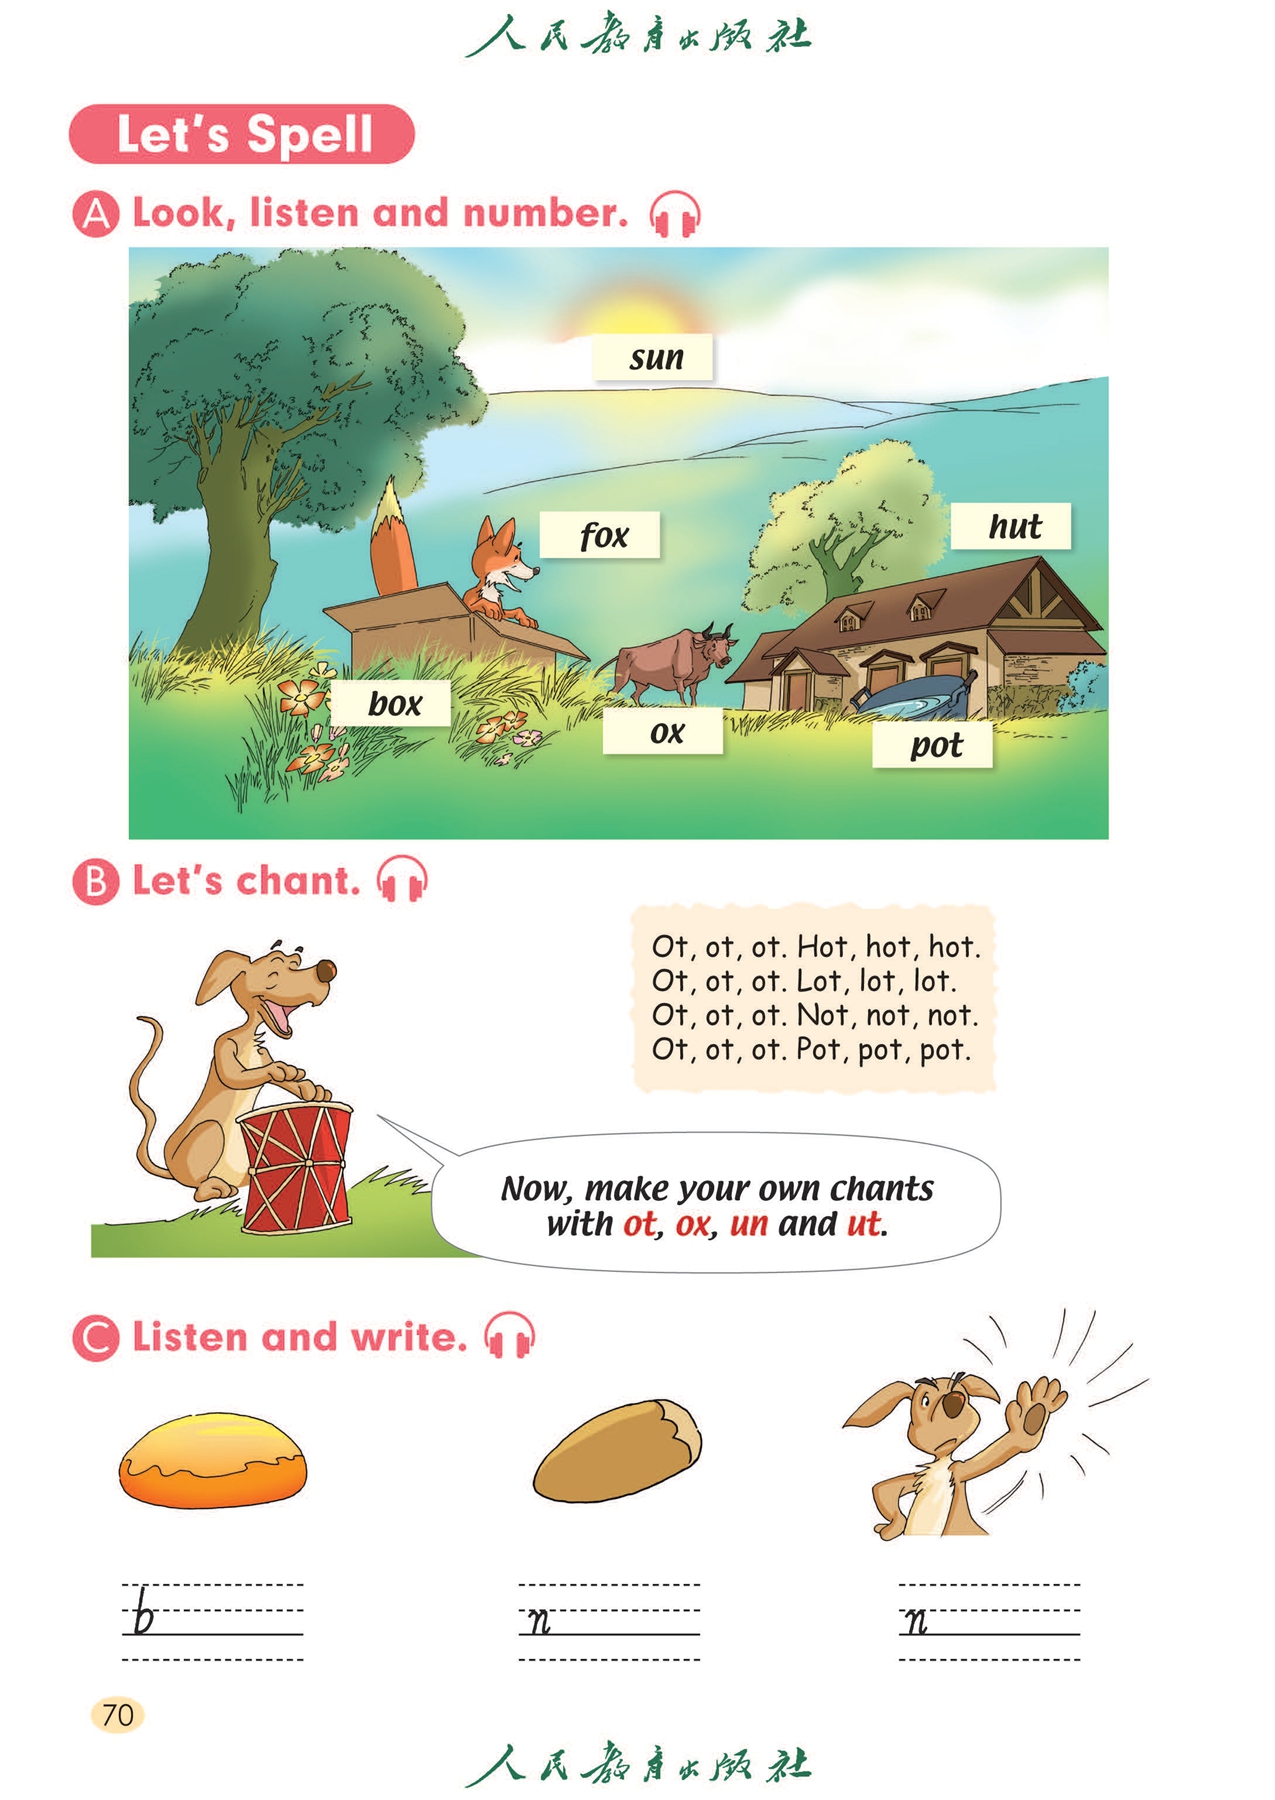 人民教育出版社
Let's Spell
A Look, listen and number.
sun
fox
hut
box
ox
pot
B Let's chant.
Ot, ot, ot. Hot, hot, hot.
Ot, ot, ot. Lot, lot, lot.
Ot, ot, ot. Not, not, not.
Ot, ot, ot. Pot, pot, pot.
Now, make your own chants
with ot, ox, un and ut.
C Listen and write.
b
n
n
70
人民教育出版社